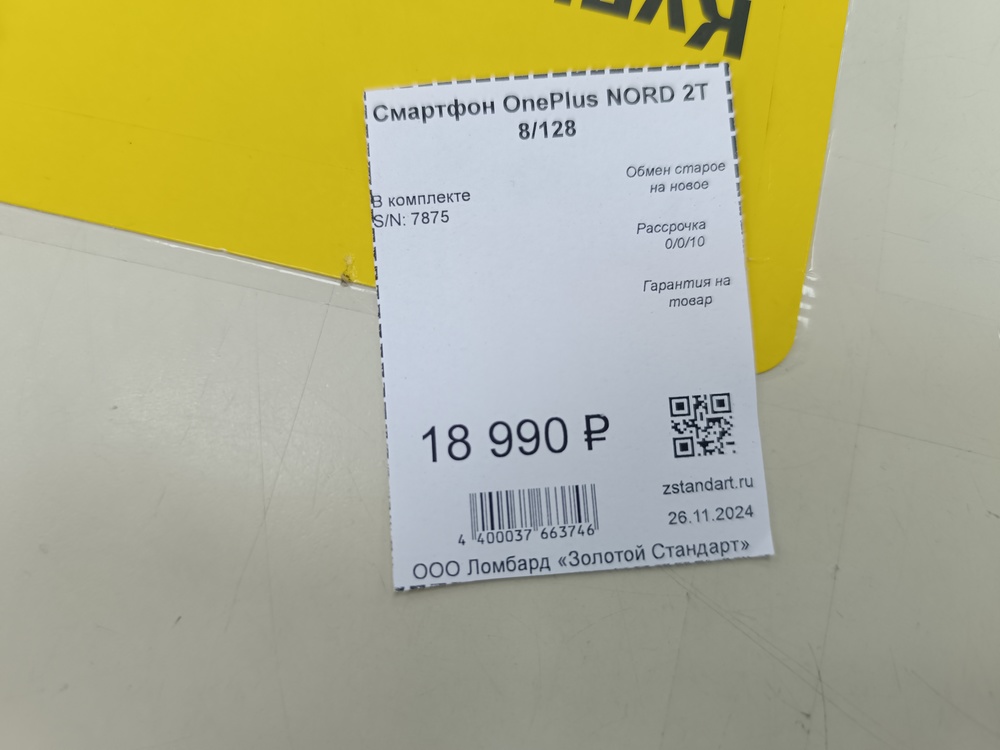 Смартфон OnePlus NORD 2T
8/128
Обмен старое
на новое
В комплекте
S/N: 7875
Рассрочка
0/0/10
Гарантия на
товар
18 990 ₽
zstandart.ru
26.11.2024
4 400037 663746
ООО Ломбард «Золотой Стандарт»